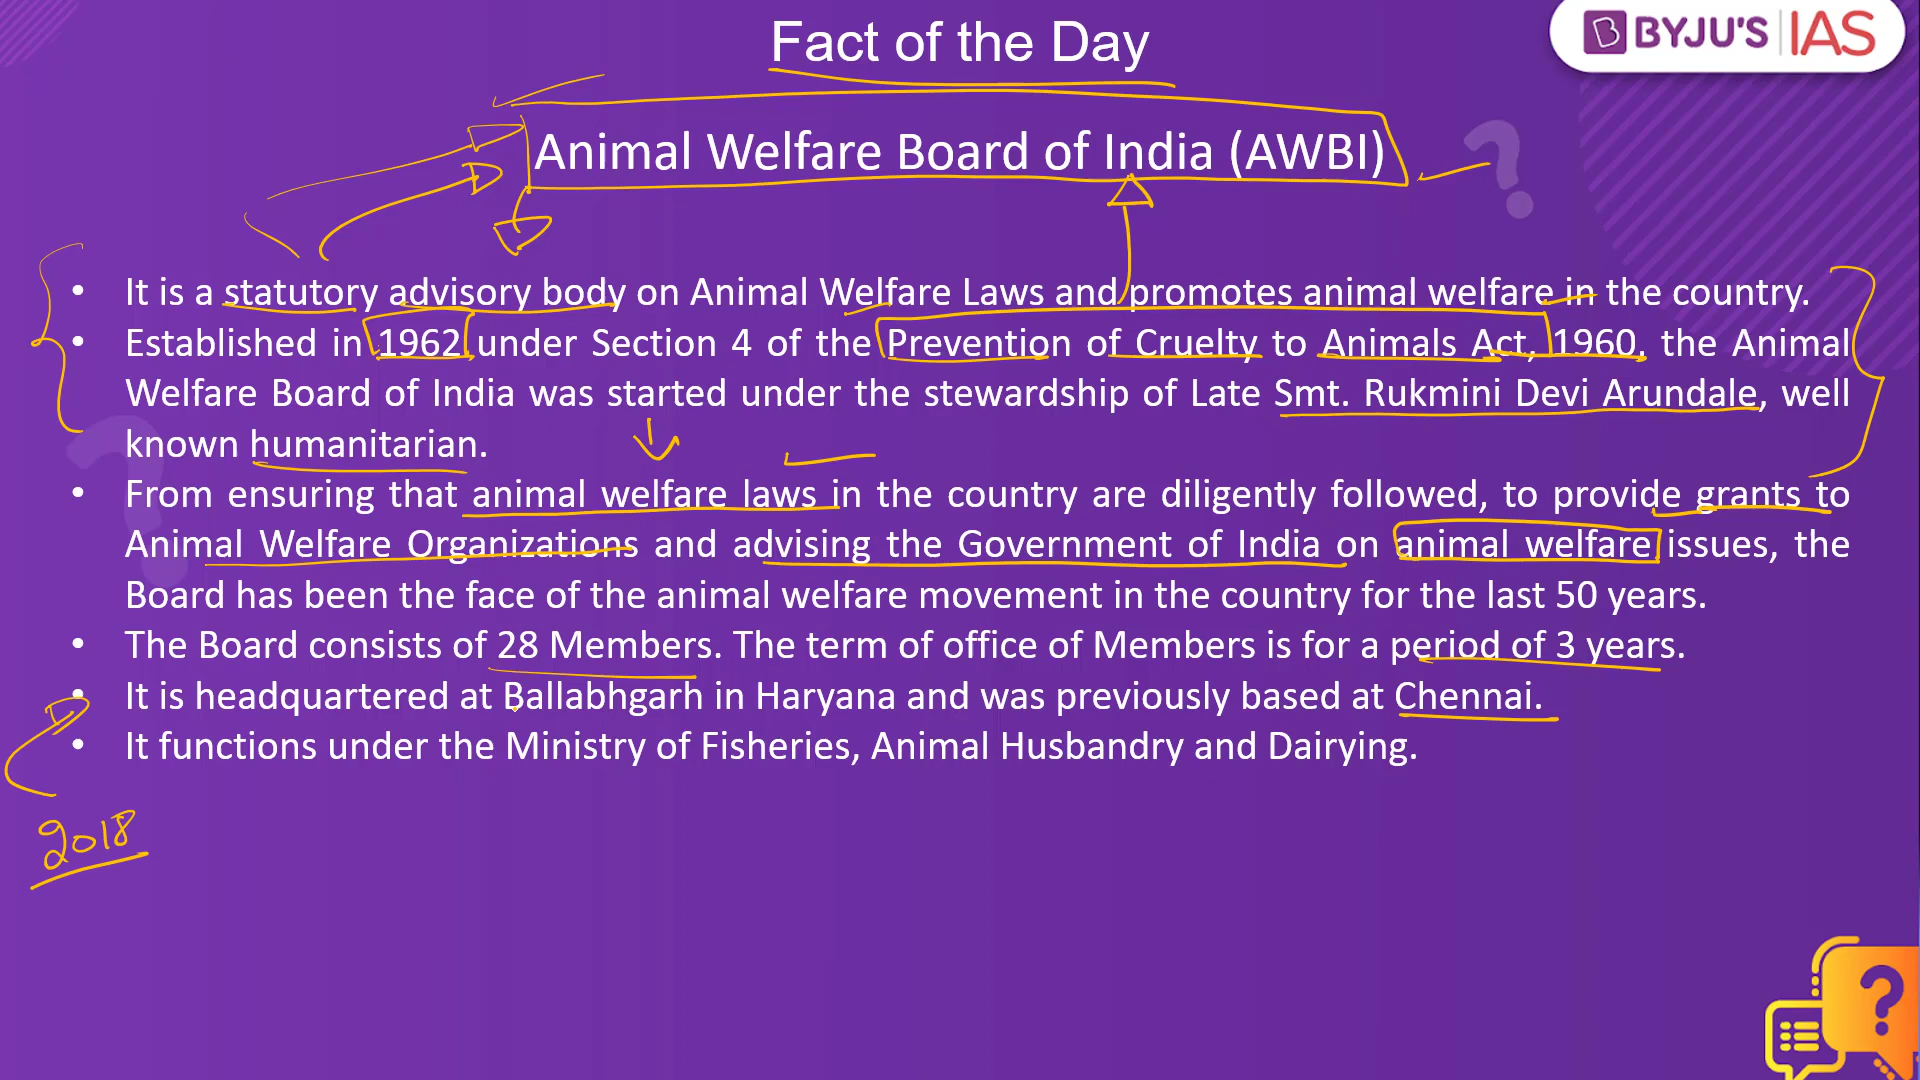 Fact of the Day
BYJU'S IAS
Animal Welfare Board of India (AWBI)
• It is a statutory advisory body on Animal Welfare Laws and promotes animal welfare in the country.
• Established in 1962 under Section 4 of the Prevention of Cruelty to Animals Act, 1960, the Animal
Welfare Board of India was started under the stewardship of Late Smt. Rukmini Devi Arundale, well
known humanitarian.
• From ensuring that animal welfare laws in the country are diligently followed, to provide grants to
Animal Welfare Organizations and advising the Government of India on animal welfare issues, the
Board has been the face of the animal welfare movement in the country for the last 50 years.
• The Board consists of 28 Members. The term of office of Members is for a period of 3 years.
• It is headquartered at Ballabhgarh in Haryana and was previously based at Chennai.
• It functions under the Ministry of Fisheries, Animal Husbandry and Dairying.
2018